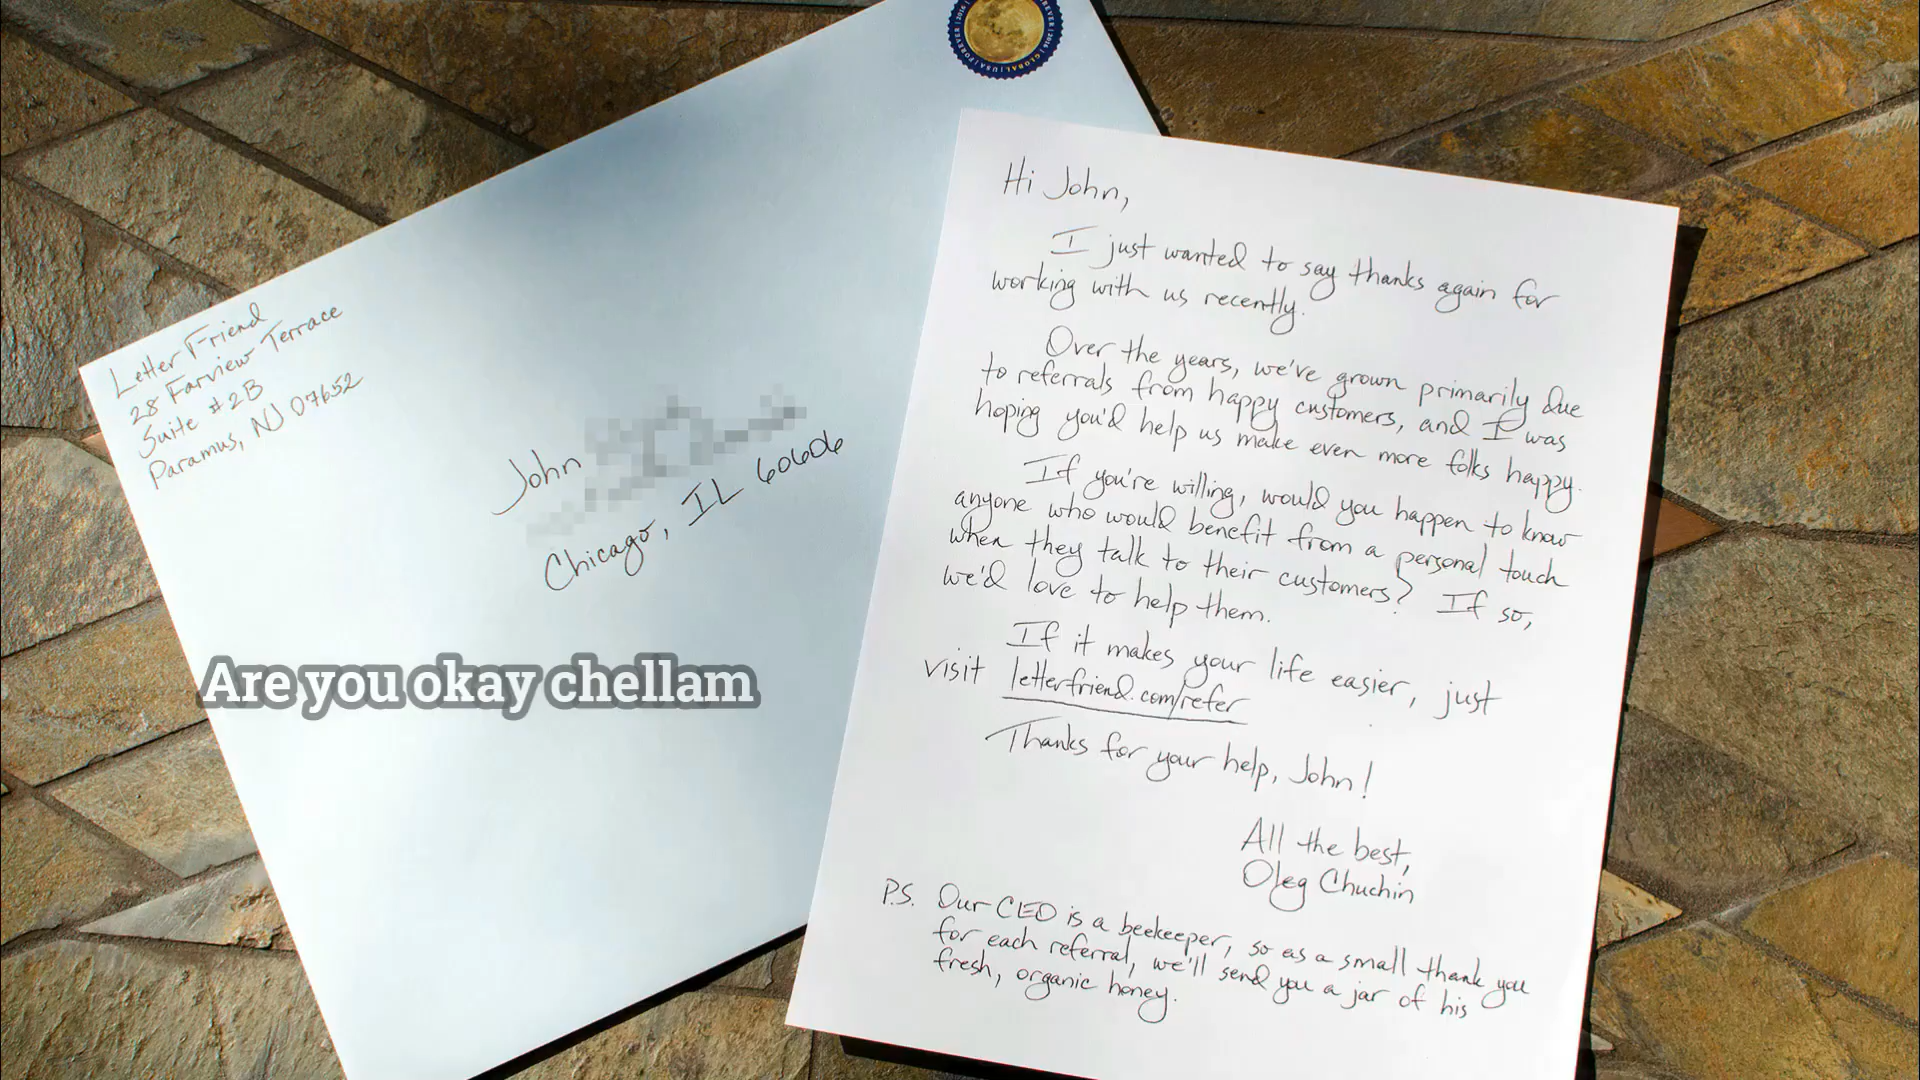 FOREVER | 2016 | GLOBAL | USA | FOREVER | 2016
Letter Friend
28 Farview Terrace
Suite #2B
Paramus, NJ 07652
John
Chicago, IL 60606
Are you okay chellam
Hi John,
I just wanted to say thanks again for
working with us recently.
Over the years, we've grown primarily due
to referrals from happy customers, and I was
hoping you'd help us make even more folks happy.
If you're willing, would you happen to know
anyone who would benefit from a personal touch
when they talk to their customers? If so,
we'd love to help them.
If it makes your life easier, just
visit letterfriend.com/refer
Thanks for your help, John!
All the best,
Oleg Chuchin
P.S. Our CEO is a beekeeper, so as a small thank you
for each referral, we'll send you a jar of his
fresh, organic honey.